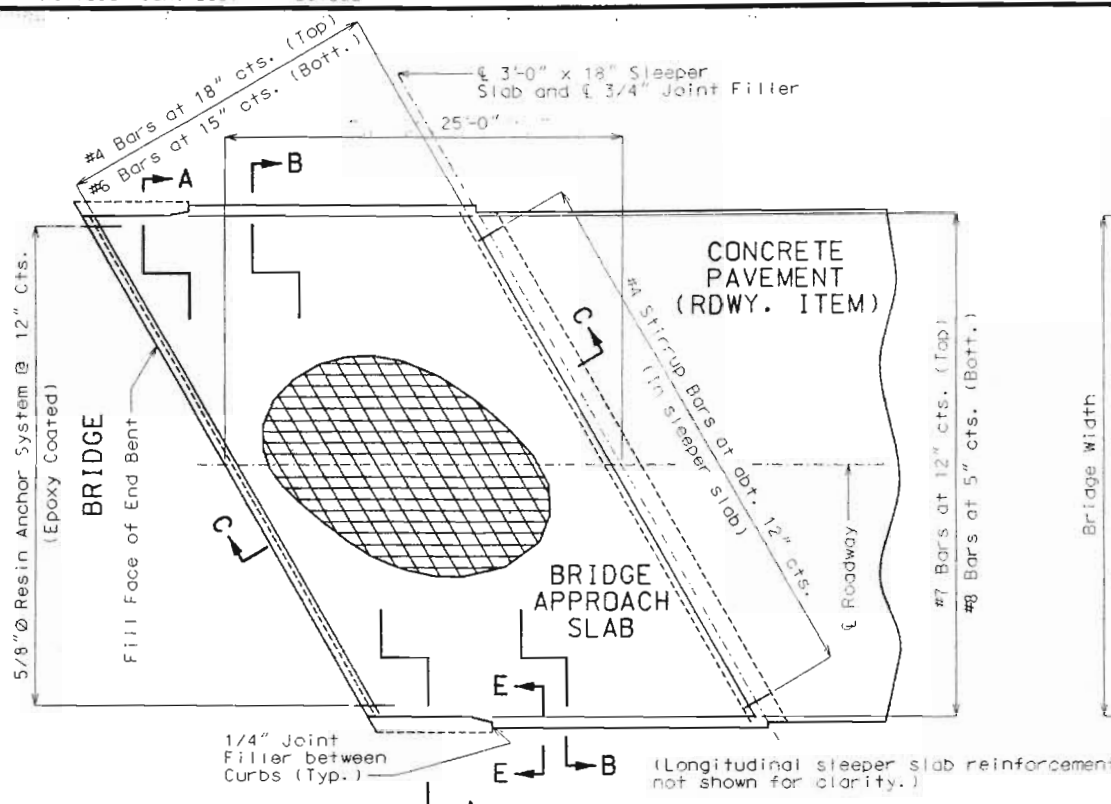 #4 Bars at 18" cts. (Top)
#6 Bars at 15" cts. (Bott.)
℄ 3'-0" x 18" Sleeper
Slab and ℄ 3/4" Joint Filler
25'-0"
A
B
5/8"Ø Resin Anchor System @ 12" Cts.
(Epoxy Coated)
BRIDGE
Fill Face of End Bent
CONCRETE
PAVEMENT
(RDWY. ITEM)
C
#4 Stirrup Bars at abt. 12" cts.
(In sleeper slab)
C
BRIDGE
APPROACH
SLAB
℄ Roadway
#7 Bars at 12" cts. (Top)
#8 Bars at 5" cts. (Bott.)
Bridge Width
E
E
B
1/4" Joint
Filler between
Curbs (Typ.)
(Longitudinal sleeper slab reinforcement
not shown for clarity.)